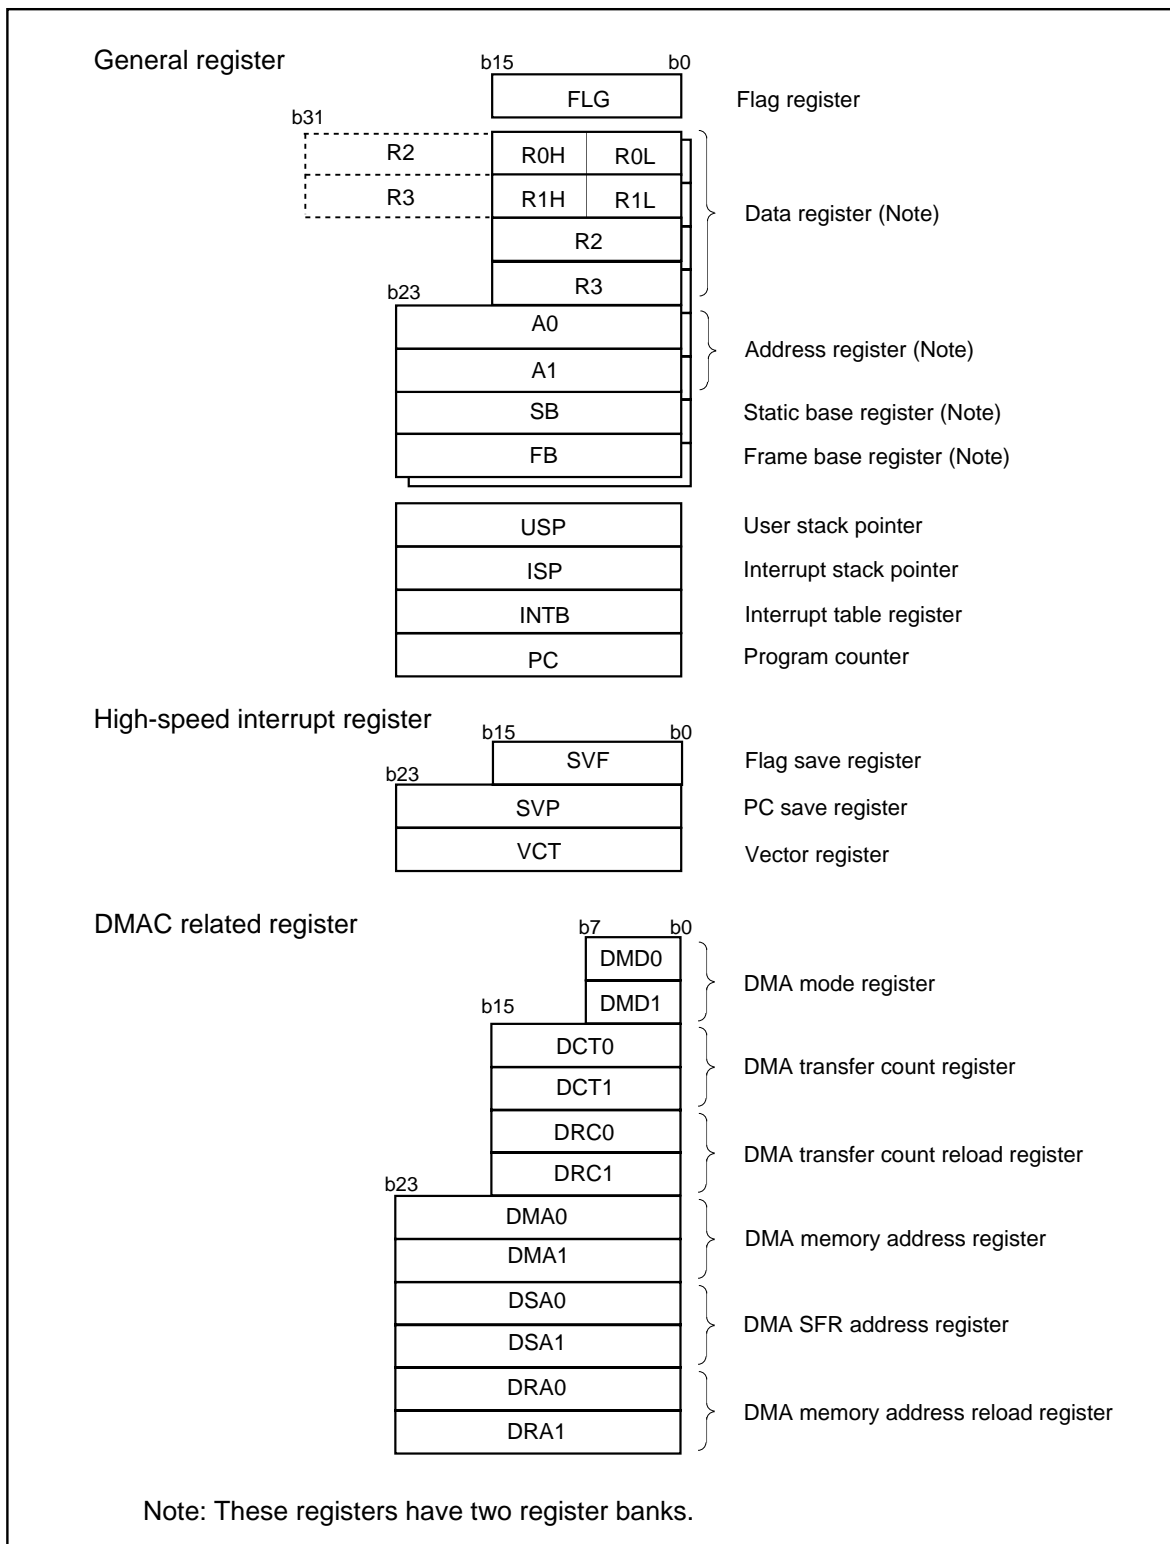 General register
b15 b0
FLG Flag register
b31
R2 R0H R0L
R3 R1H R1L
Data register (Note)
R2
R3
b23
A0
A1
Address register (Note)
SB Static base register (Note)
FB Frame base register (Note)
USP User stack pointer
ISP Interrupt stack pointer
INTB Interrupt table register
PC Program counter
High-speed interrupt register
b15 b0
SVF Flag save register
b23
SVP PC save register
VCT Vector register
DMAC related register
b7 b0
DMD0
DMD1
DMA mode register
b15
DCT0
DCT1
DMA transfer count register
DRC0
DRC1
DMA transfer count reload register
b23
DMA0
DMA1
DMA memory address register
DSA0
DSA1
DMA SFR address register
DRA0
DRA1
DMA memory address reload register
Note: These registers have two register banks.